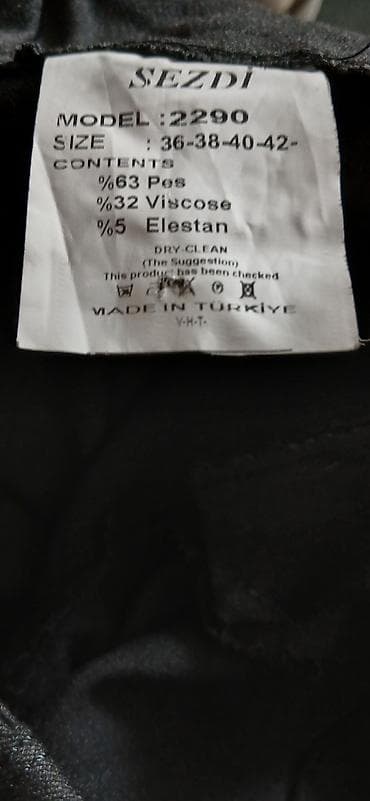 SEZDİ
MODEL :2290
SIZE : 36-38-40-42-
CONTENTS
%63 Pes
%32 Viscose
%5 Elestan
DRY-CLEAN
(The Suggestion)
This product has been checked
MADE IN TÜRKİYE
Y-H-T-